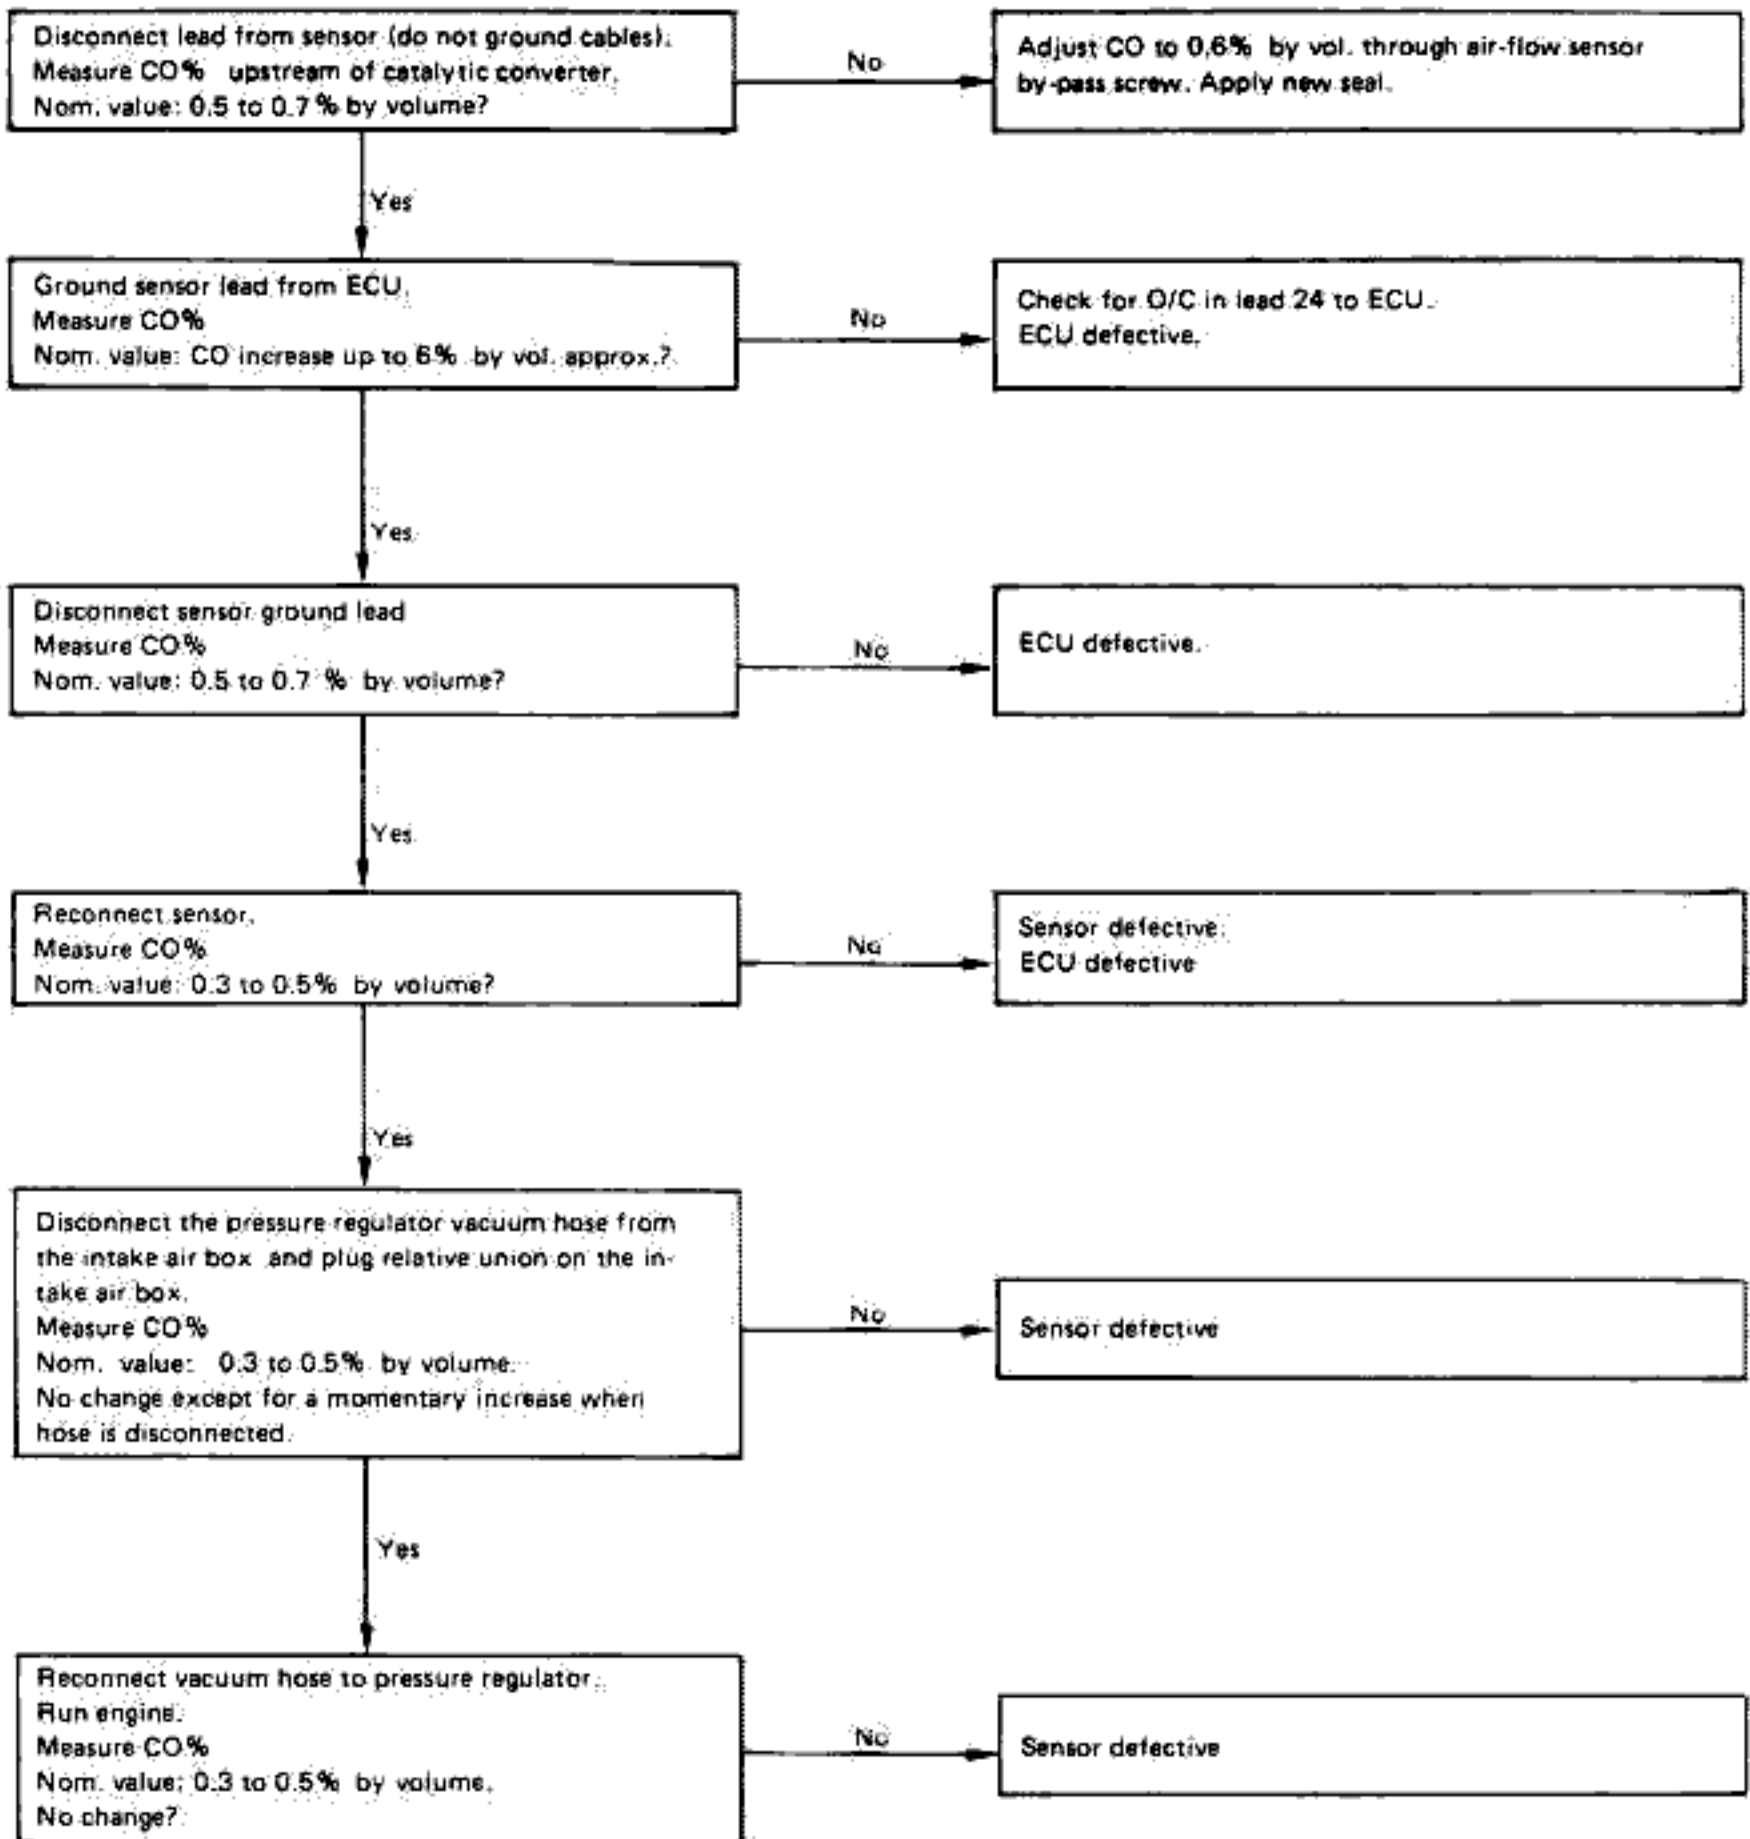 Disconnect lead from sensor (do not ground cables).
Measure CO% upstream of catalytic converter.
Nom. value: 0.5 to 0.7 % by volume?
No
Adjust CO to 0,6% by vol. through air-flow sensor
by-pass screw. Apply new seal.
Yes
Ground sensor lead from ECU.
Measure CO%
Nom. value: CO increase up to 6% by vol. approx.?
No
Check for O/C in lead 24 to ECU.
ECU defective.
Yes
Disconnect sensor ground lead
Measure CO%
Nom. value: 0.5 to 0.7 % by volume?
No
ECU defective.
Yes
Reconnect sensor.
Measure CO%
Nom. value: 0.3 to 0.5% by volume?
No
Sensor defective.
ECU defective
Yes
Disconnect the pressure regulator vacuum hose from
the intake air box and plug relative union on the in-
take air box.
Measure CO%
Nom. value: 0.3 to 0.5% by volume.
No change except for a momentary increase when
hose is disconnected.
No
Sensor defective
Yes
Reconnect vacuum hose to pressure regulator.
Run engine.
Measure CO%
Nom. value: 0.3 to 0.5% by volume.
No change?
No
Sensor defective